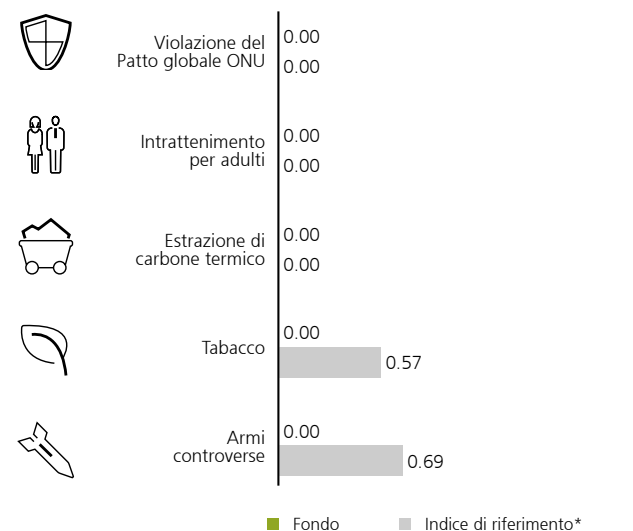 Violazione del
Patto globale ONU
0.00
0.00
Intrattenimento
per adulti
0.00
0.00
Estrazione di
carbone termico
0.00
0.00
Tabacco
0.00
0.57
Armi
controverse
0.00
0.69
Fondo Indice di riferimento*